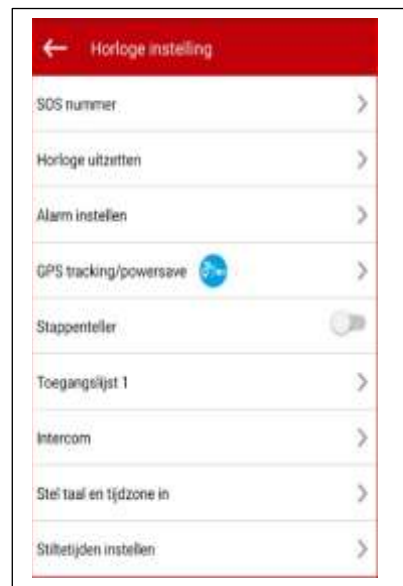 Horloge instelling
SOS nummer
Horloge uitzetten
Alarm instellen
GPS tracking/powersave
Stappenteller
Toegangslijst 1
Intercom
Stel taal en tijdzone in
Stiltetijden instellen